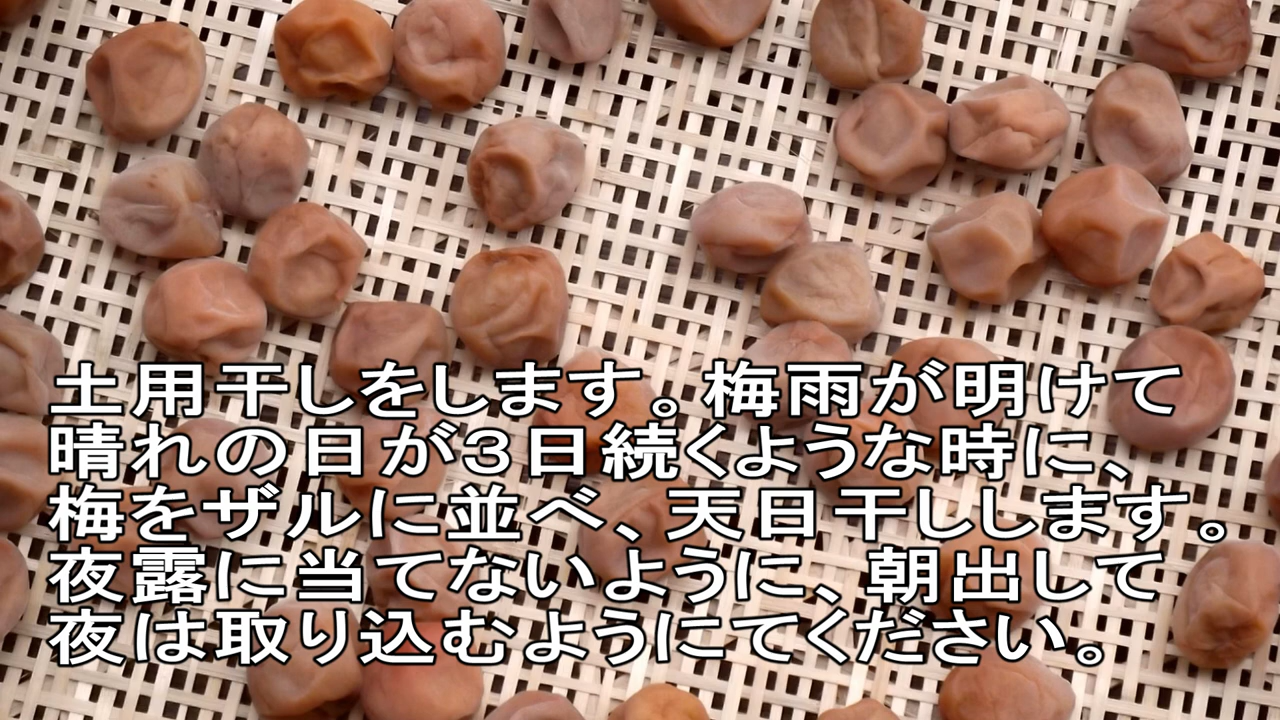 土用干しをします。梅雨が明けて
晴れの日が３日続くような時に、
梅をザルに並べ、天日干しします。
夜露に当てないように、朝出して
夜は取り込むようにてください。